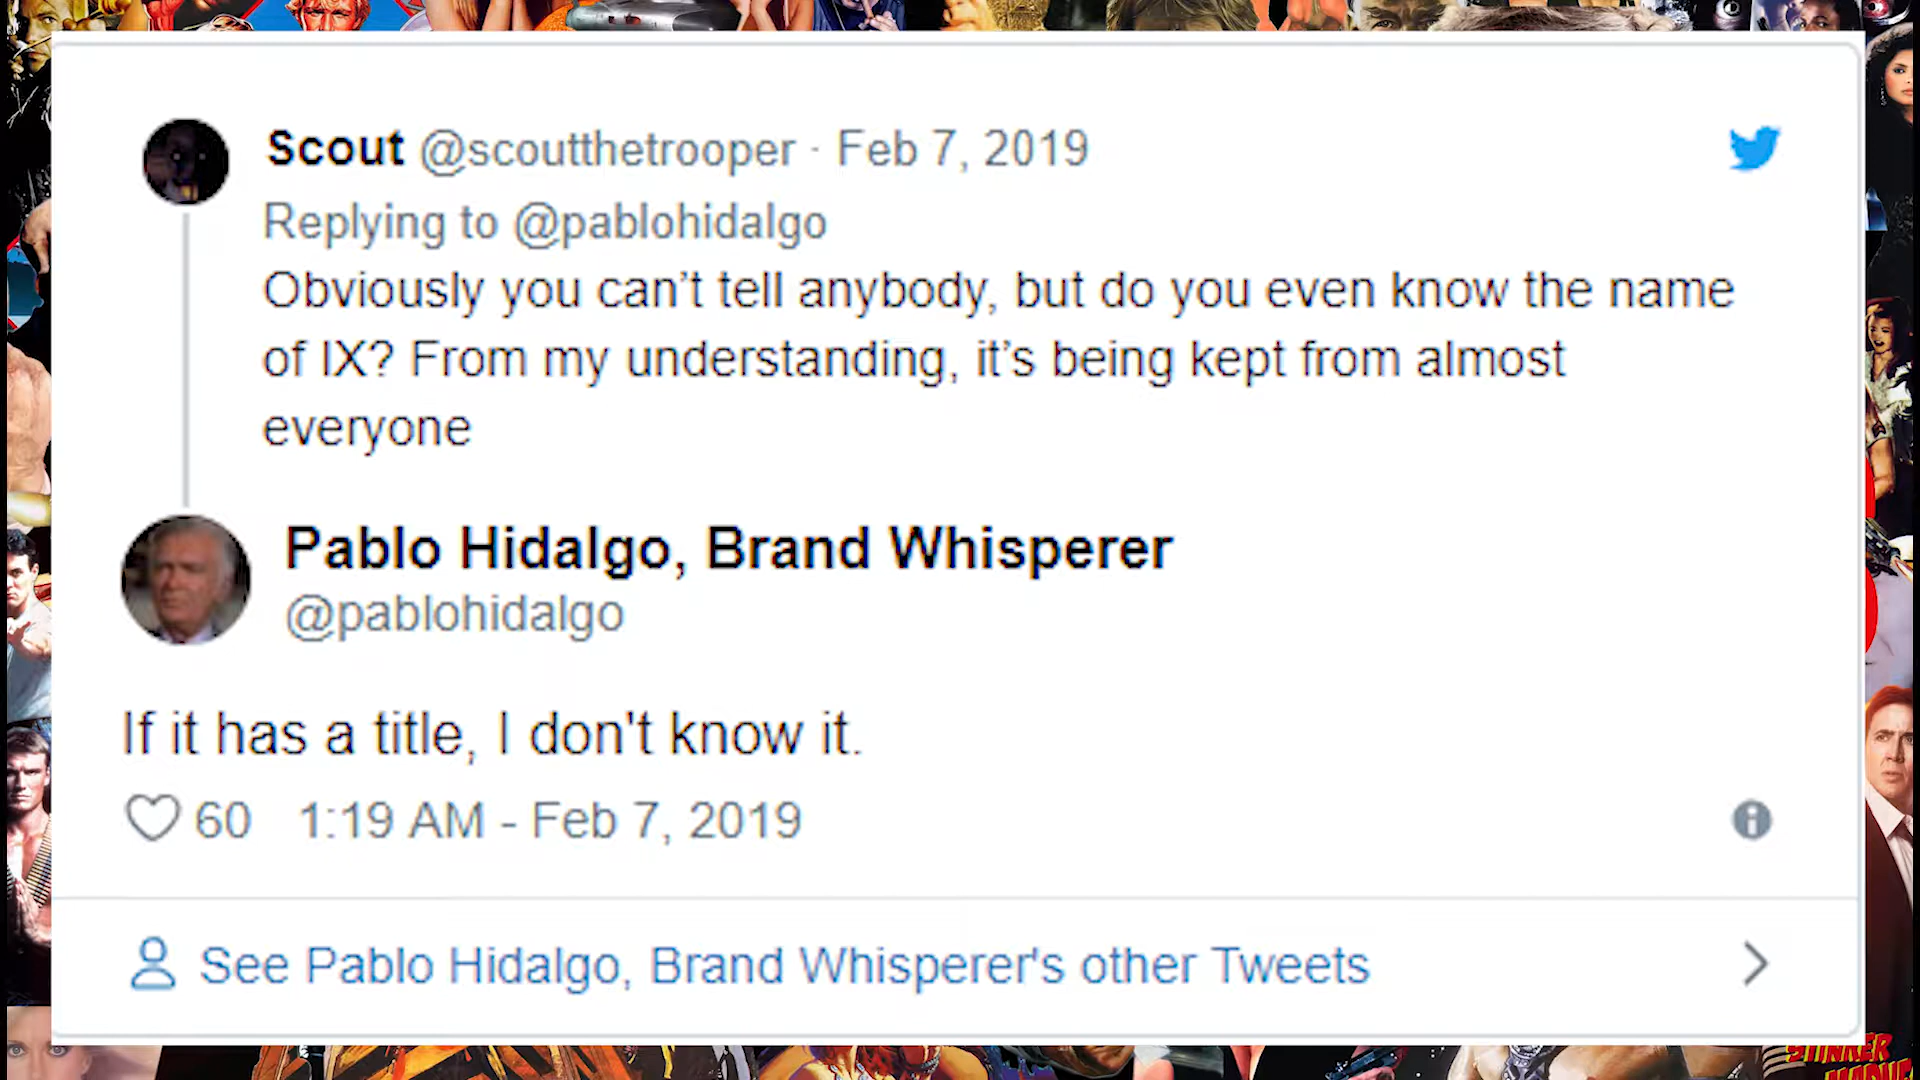 Scout @scoutthetrooper · Feb 7, 2019
Replying to @pablohidalgo
Obviously you can’t tell anybody, but do you even know the name
of IX? From my understanding, it’s being kept from almost
everyone
Pablo Hidalgo, Brand Whisperer
@pablohidalgo
If it has a title, I don't know it.
60 1:19 AM - Feb 7, 2019
See Pablo Hidalgo, Brand Whisperer's other Tweets
STINKER
MADNESS